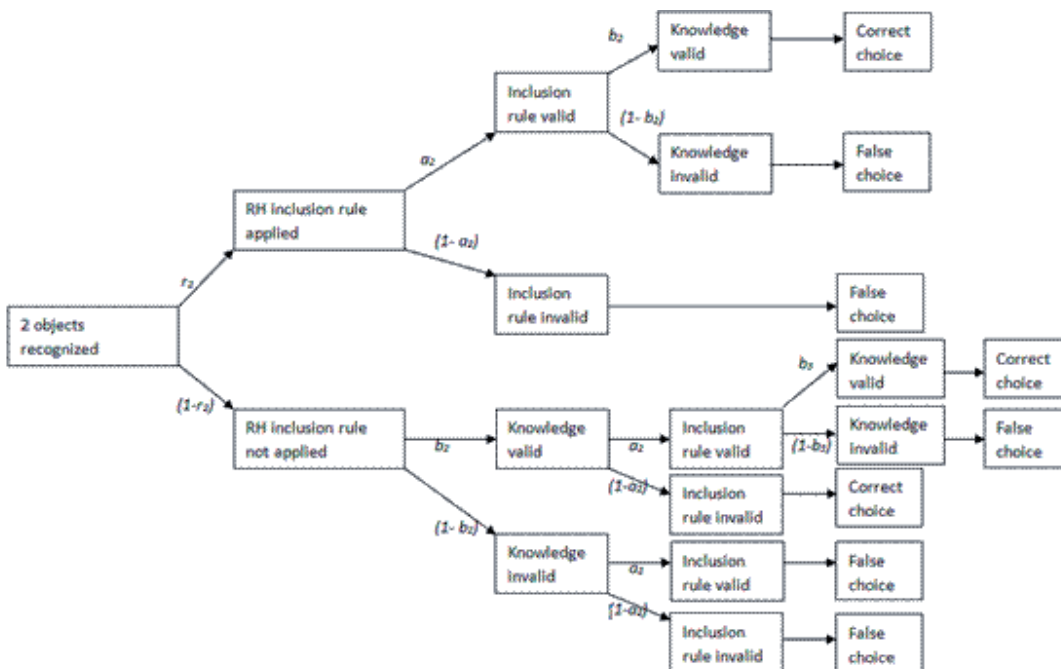 b₂
Knowledge
valid
Correct
choice
Inclusion
rule valid
(1- b₂)
Knowledge
invalid
False
choice
a₂
RH inclusion rule
applied
(1- a₂)
Inclusion
rule invalid
False
choice
r₂
2 objects
recognized
(1-r₂)
RH inclusion rule
not applied
b₂
Knowledge
valid
a₂
Inclusion
rule valid
b₃
Knowledge
valid
Correct
choice
(1-b₃)
Knowledge
invalid
False
choice
(1-a₂)
Inclusion
rule invalid
Correct
choice
(1- b₂)
Knowledge
invalid
a₂
Inclusion
rule valid
False
choice
(1-a₂)
Inclusion
rule invalid
False
choice